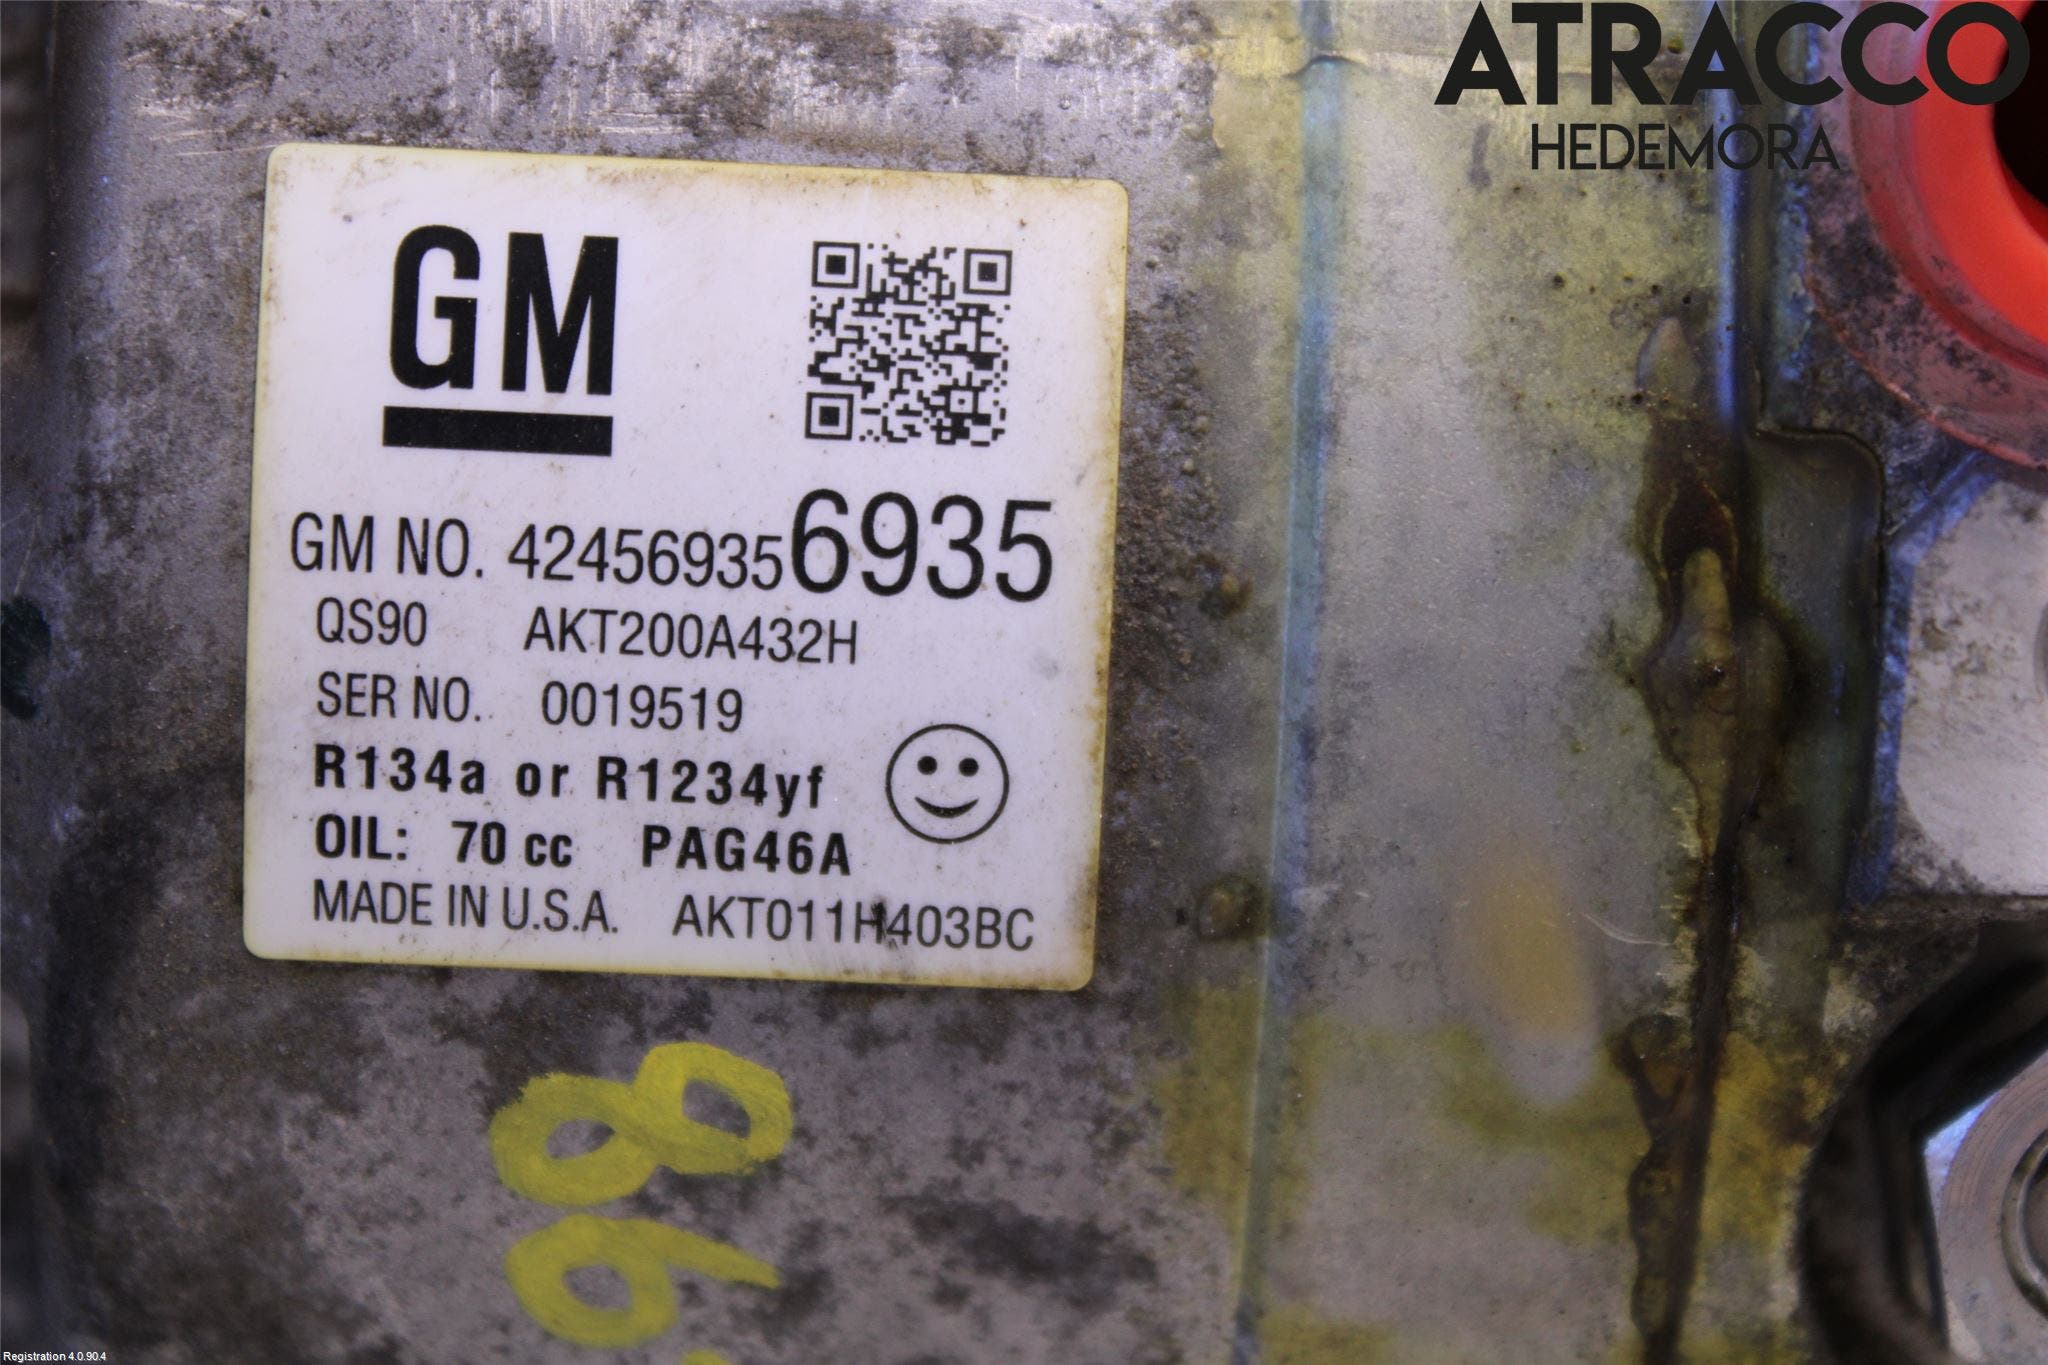 ATRACCO
HEDEMORA
GM
GM NO. 42456935 6935
QS90 AKT200A432H
SER NO. 0019519
R134a or R1234yf
OIL: 70 cc PAG46A
MADE IN U.S.A. AKT011H403BC
Registration 4.0.90.4